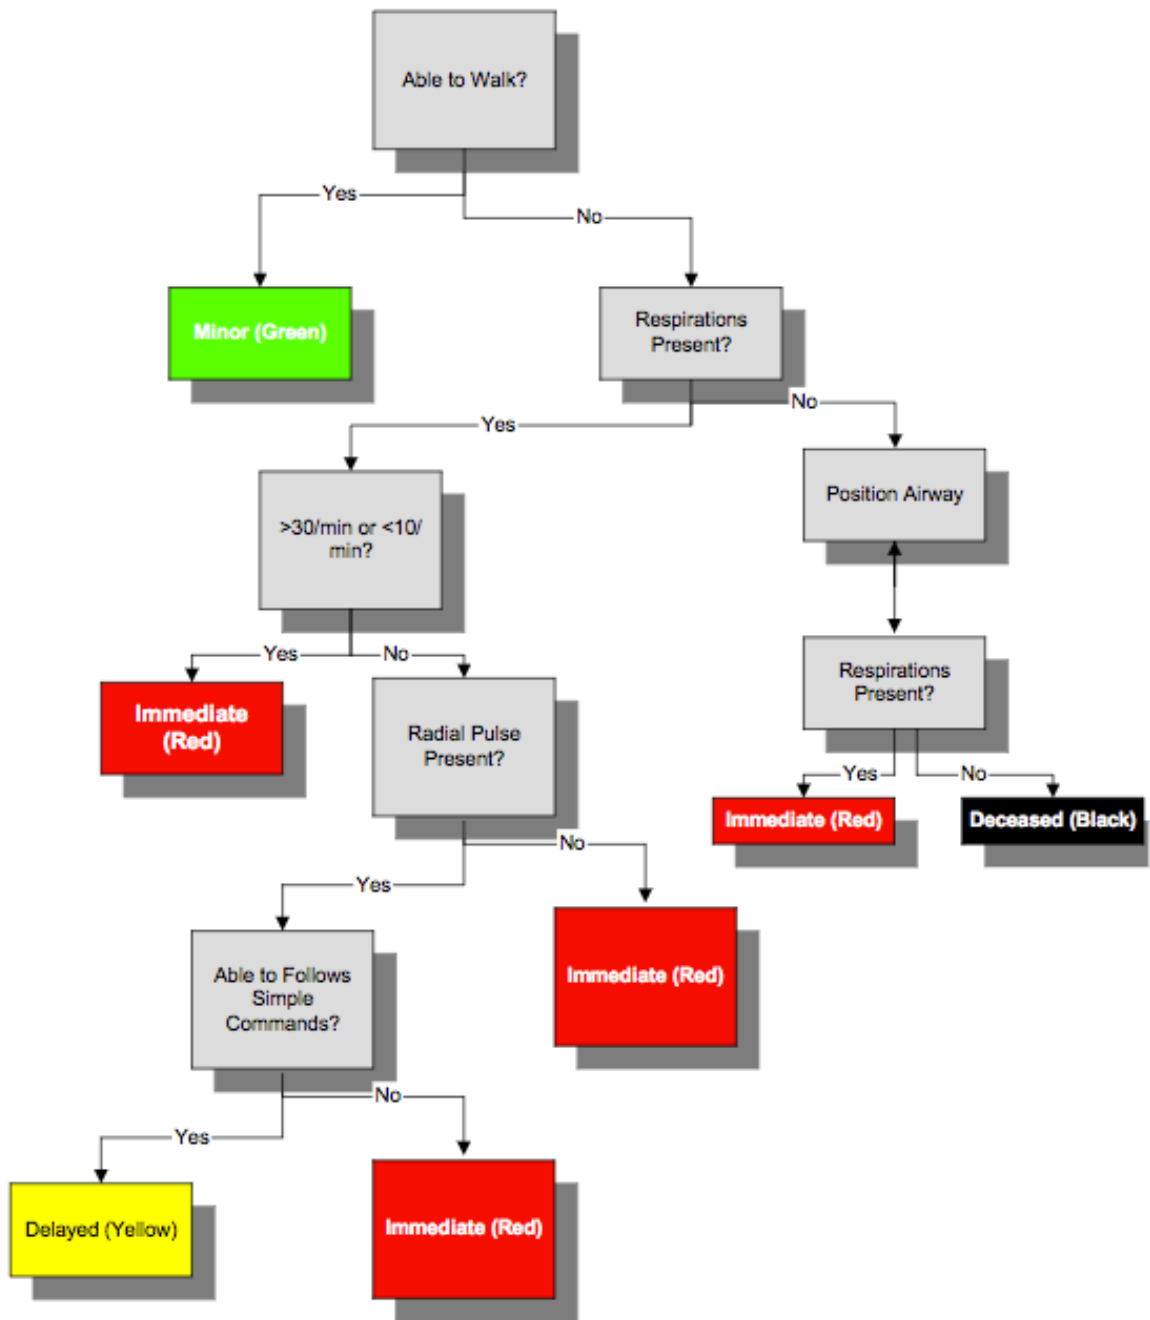 Able to Walk?
Yes
No
Minor (Green)
Respirations
Present?
No
Yes
>30/min or <10/
min?
Position Airway
Yes
No
Respirations
Present?
Immediate
(Red)
Radial Pulse
Present?
Yes
No
Immediate (Red)
Deceased (Black)
No
Yes
Able to Follows
Simple
Commands?
Immediate (Red)
No
Yes
Delayed (Yellow)
Immediate (Red)